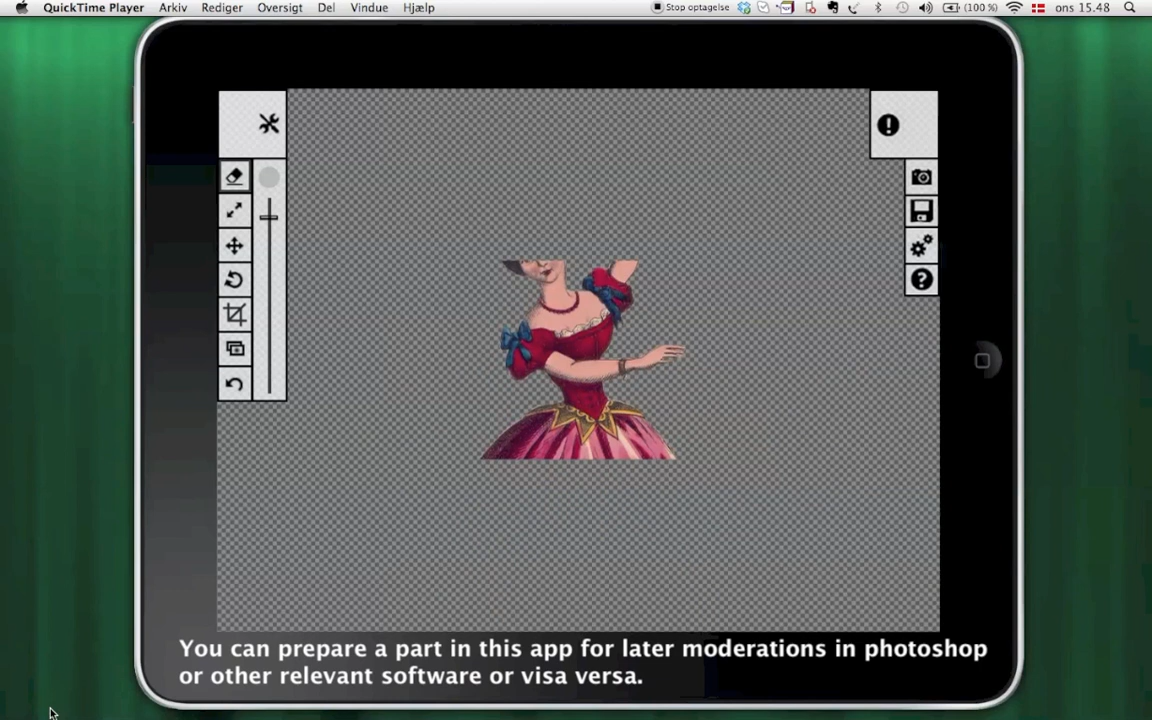 QuickTime Player Arkiv Rediger Oversigt Del Vindue Hjælp Stop optagelse (100 %) ons 15.48
You can prepare a part in this app for later moderations in photoshop
or other relevant software or visa versa.